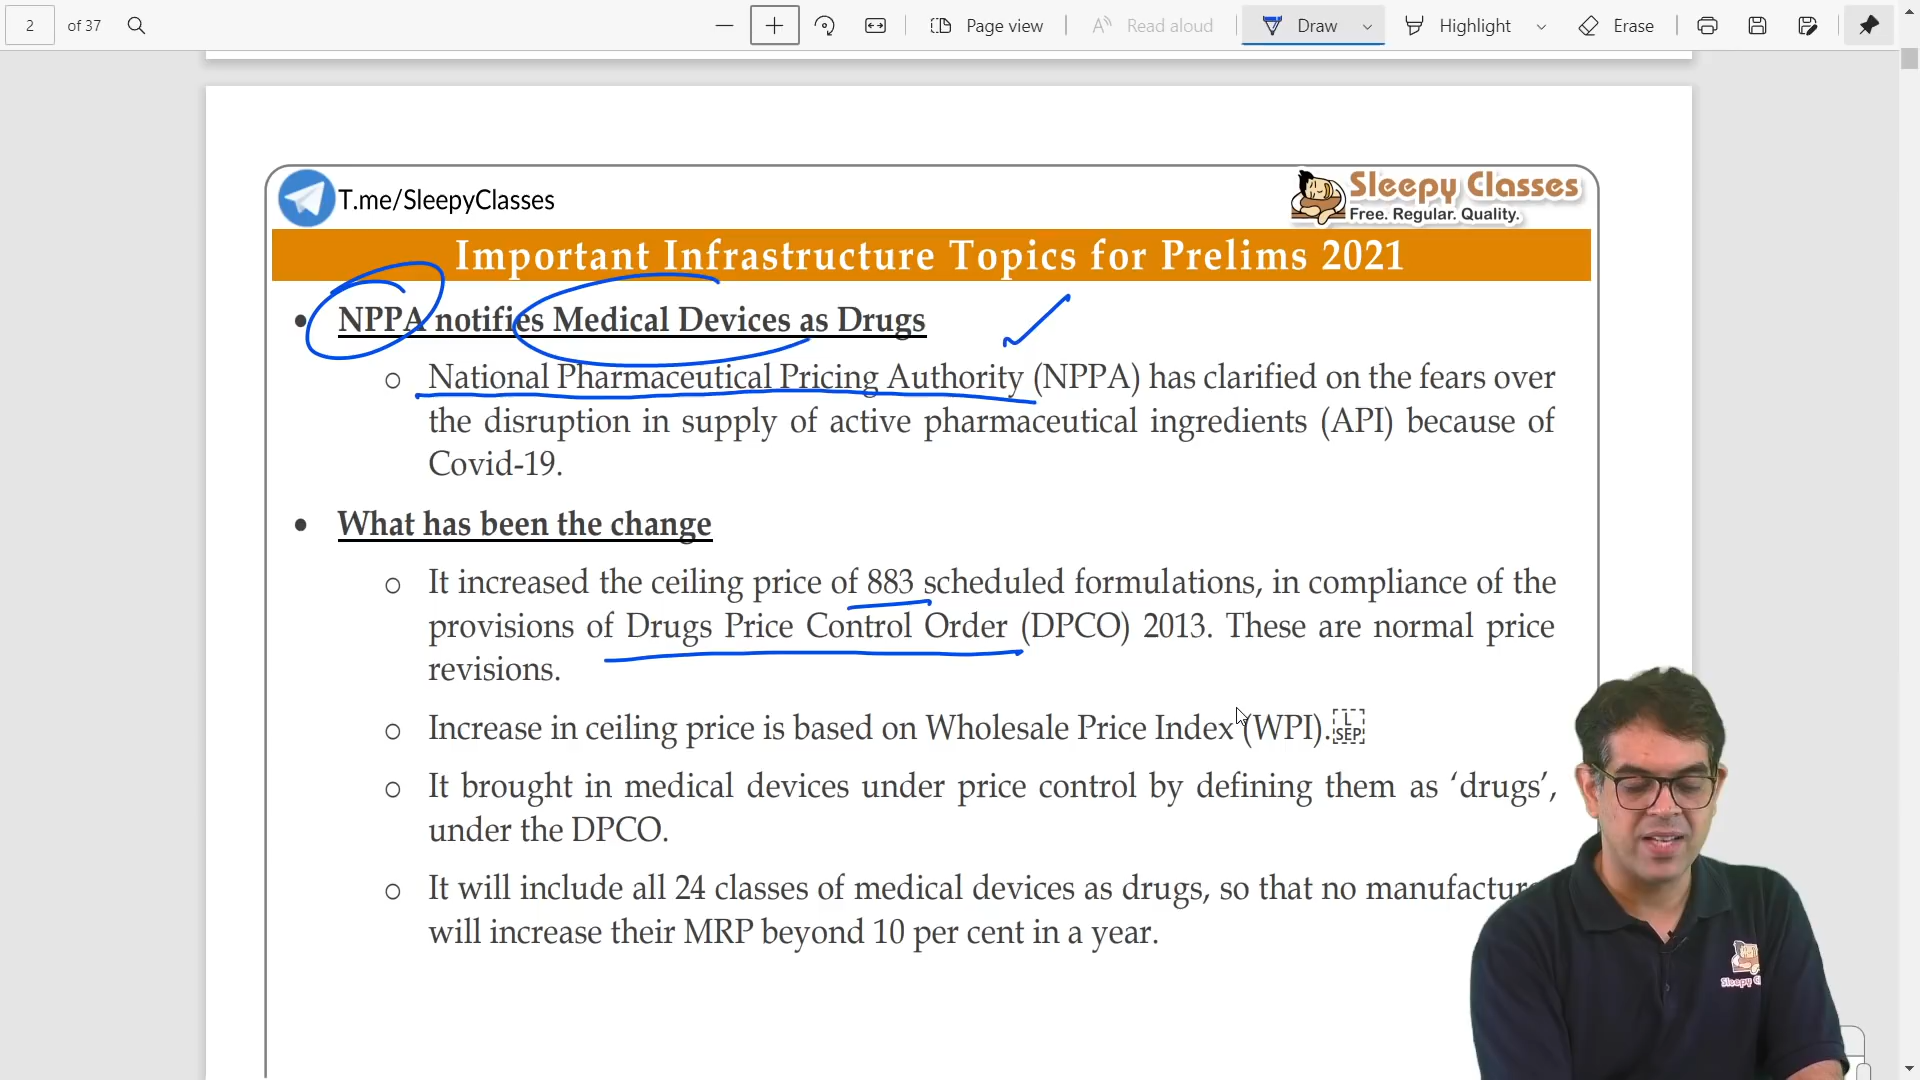 2 of 37 Page view Read aloud Draw Highlight Erase
T.me/SleepyClasses
Sleepy Classes
Free. Regular. Quality.
Important Infrastructure Topics for Prelims 2021
• NPPA notifies Medical Devices as Drugs
o National Pharmaceutical Pricing Authority (NPPA) has clarified on the fears over
the disruption in supply of active pharmaceutical ingredients (API) because of
Covid-19.
• What has been the change
o It increased the ceiling price of 883 scheduled formulations, in compliance of the
provisions of Drugs Price Control Order (DPCO) 2013. These are normal price
revisions.
o Increase in ceiling price is based on Wholesale Price Index (WPI). L SEP
o It brought in medical devices under price control by defining them as ‘drugs’,
under the DPCO.
o It will include all 24 classes of medical devices as drugs, so that no
will increase their MRP beyond 10 per cent in a year.